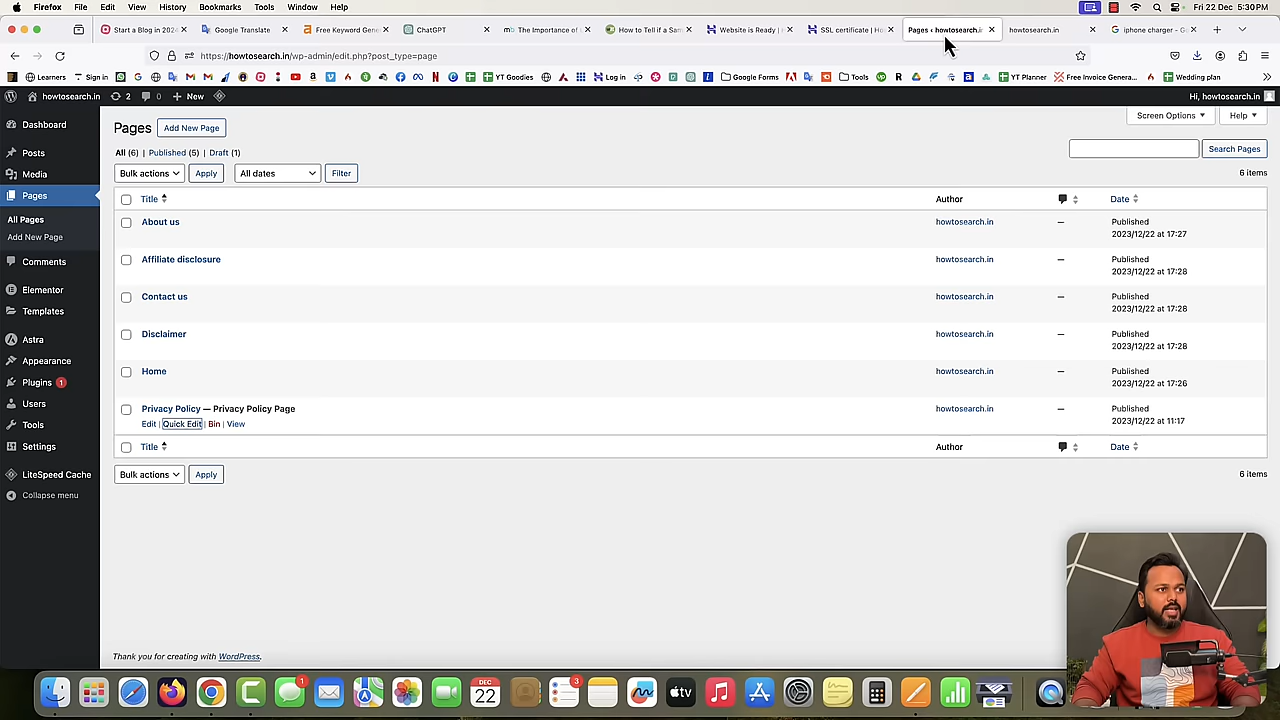 Firefox File Edit View History Bookmarks Tools Window Help Fri 22 Dec 5:30PM
Start a Blog in 2024 Google Translate Free Keyword Gener ChatGPT The Importance of How to Tell if a Sam Website is Ready | SSL certificate | Ho Pages ‹ howtosearch.in howtosearch.in iphone charger - Go
https://howtosearch.in/wp-admin/edit.php?post_type=page
Learners Sign in YT Goodies Log in Google Forms Tools YT Planner Free Invoice Genera... Wedding plan
howtosearch.in 2 0 New Hi, howtosearch.in
Dashboard
Posts
Media
Pages
All Pages
Add New Page
Comments
Elementor
Templates
Astra
Appearance
Plugins 1
Users
Tools
Settings
LiteSpeed Cache
Collapse menu
Screen Options Help
Pages Add New Page
All (6) | Published (5) | Draft (1)
Search Pages
Bulk actions Apply All dates Filter 6 items
Title Author Date
About us howtosearch.in — Published
2023/12/22 at 17:27
Affiliate disclosure howtosearch.in — Published
2023/12/22 at 17:28
Contact us howtosearch.in — Published
2023/12/22 at 17:28
Disclaimer howtosearch.in — Published
2023/12/22 at 17:28
Home howtosearch.in — Published
2023/12/22 at 17:26
Privacy Policy — Privacy Policy Page howtosearch.in — Published
2023/12/22 at 11:17
Edit | Quick Edit | Bin | View
Title Author Date
Bulk actions Apply 6 items
Thank you for creating with WordPress.
1 DEC 22 3 tv